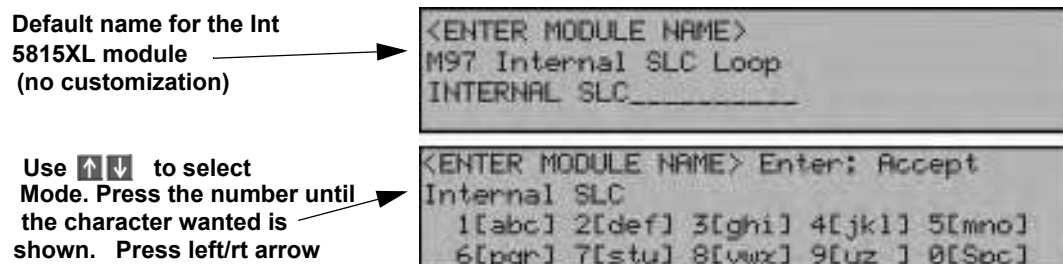 Default name for the Int
5815XL module
(no customization)
<ENTER MODULE NAME>
M97 Internal SLC Loop
INTERNAL SLC__________
Use ↑ ↓ to select
Mode. Press the number until
the character wanted is
shown. Press left/rt arrow
<ENTER MODULE NAME> Enter: Accept
Internal SLC
1[abc] 2[def] 3[ghi] 4[jkl] 5[mno]
6[pqr] 7[stu] 8[vwx] 9[yz ] 0[Spc]